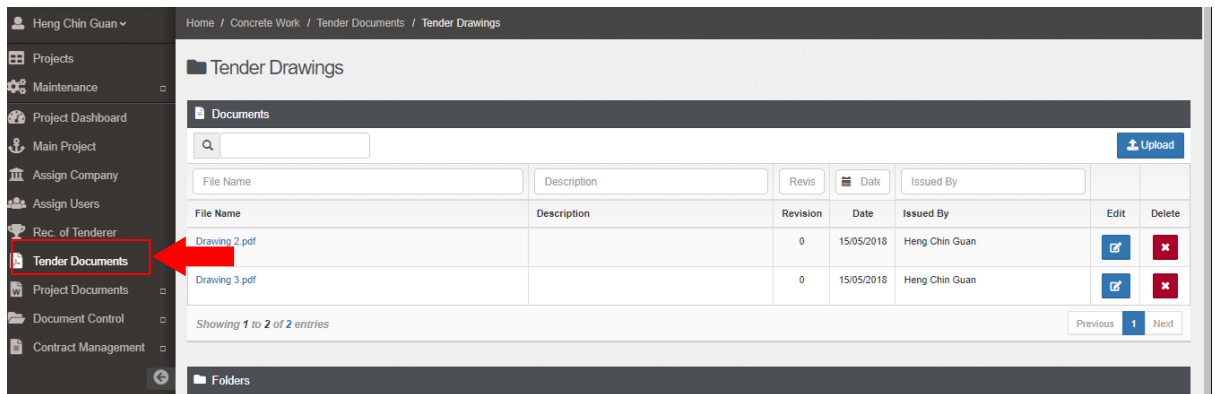 Heng Chin Guan
Home / Concrete Work / Tender Documents / Tender Drawings
Projects
Maintenance
Project Dashboard
Main Project
Assign Company
Assign Users
Rec. of Tenderer
Tender Documents
Project Documents
Document Control
Contract Management
Tender Drawings
Documents
Upload
File Name Description Revis Date Issued By
File Name Description Revision Date Issued By Edit Delete
Drawing 2.pdf 0 15/05/2018 Heng Chin Guan
Drawing 3.pdf 0 15/05/2018 Heng Chin Guan
Showing 1 to 2 of 2 entries
Previous 1 Next
Folders